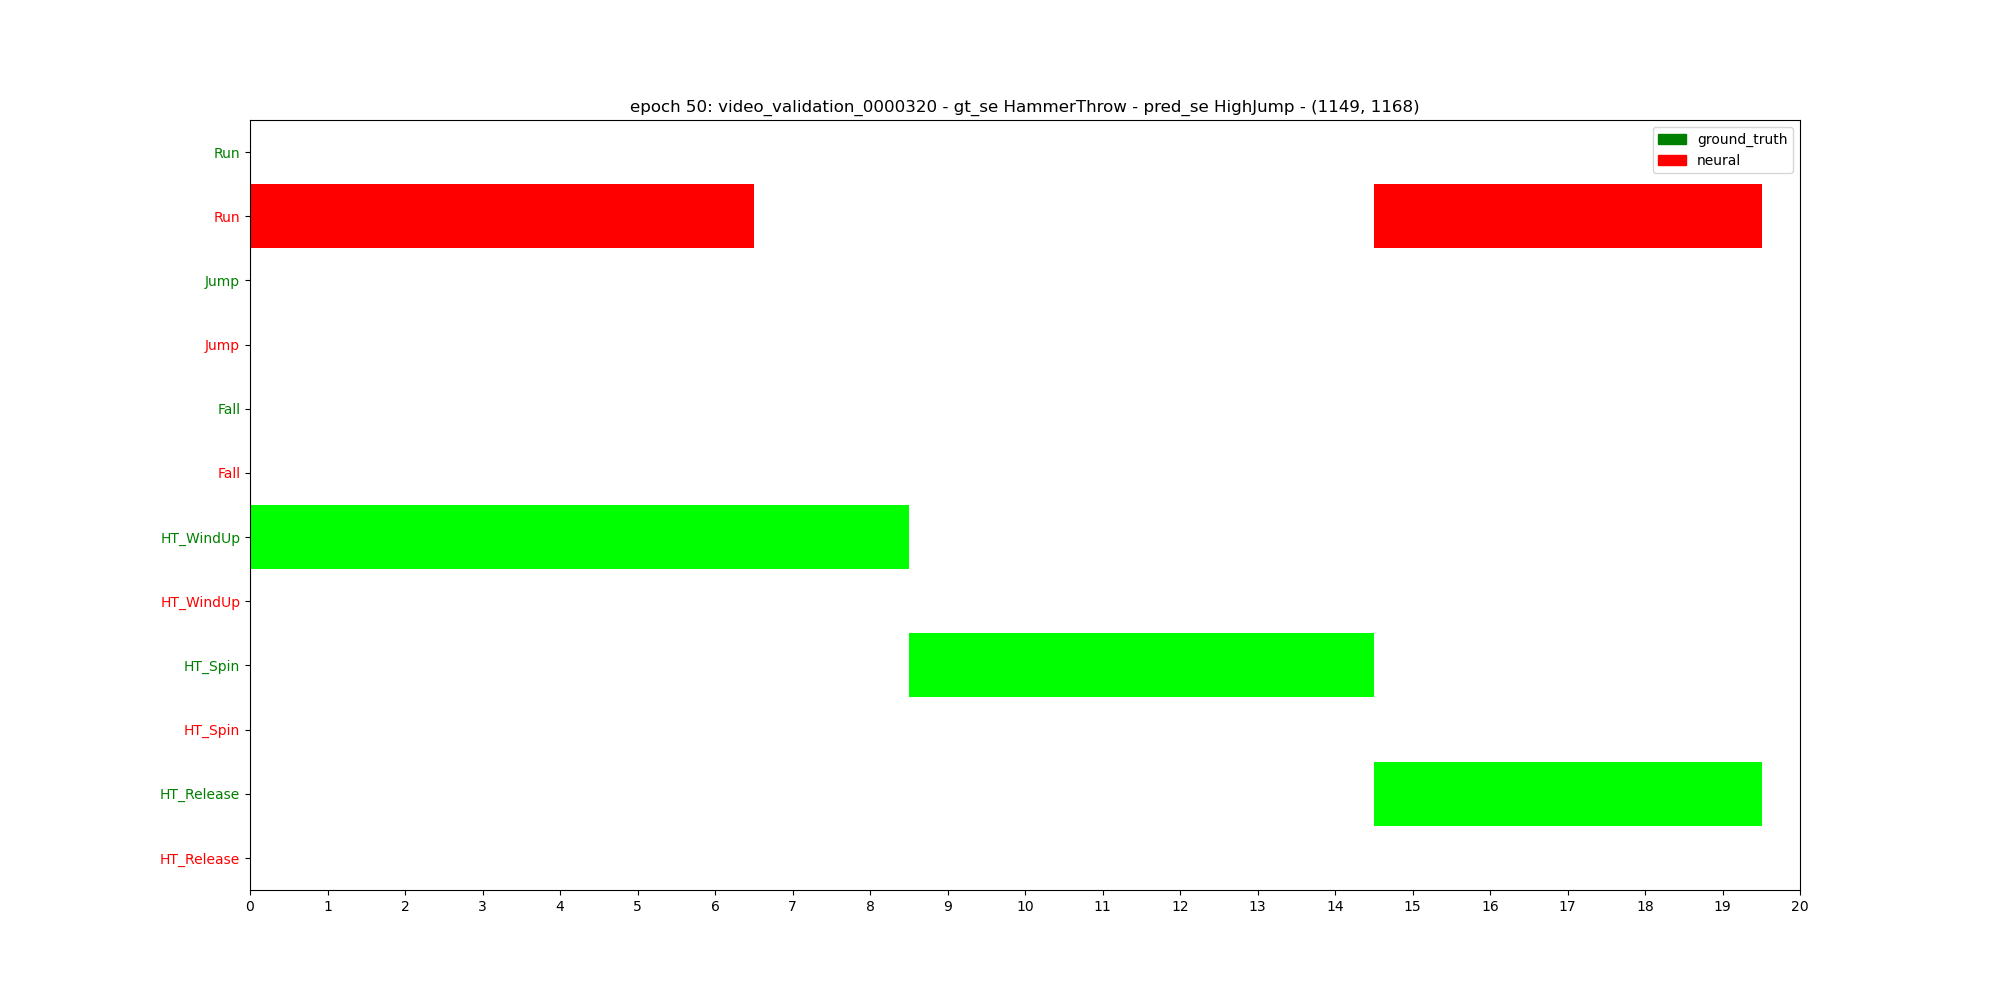 epoch 50: video_validation_0000320 - gt_se HammerThrow - pred_se HighJump - (1149, 1168)
ground_truth
neural
Run
Run
Jump
Jump
Fall
Fall
HT_WindUp
HT_WindUp
HT_Spin
HT_Spin
HT_Release
HT_Release
0 1 2 3 4 5 6 7 8 9 10 11 12 13 14 15 16 17 18 19 20